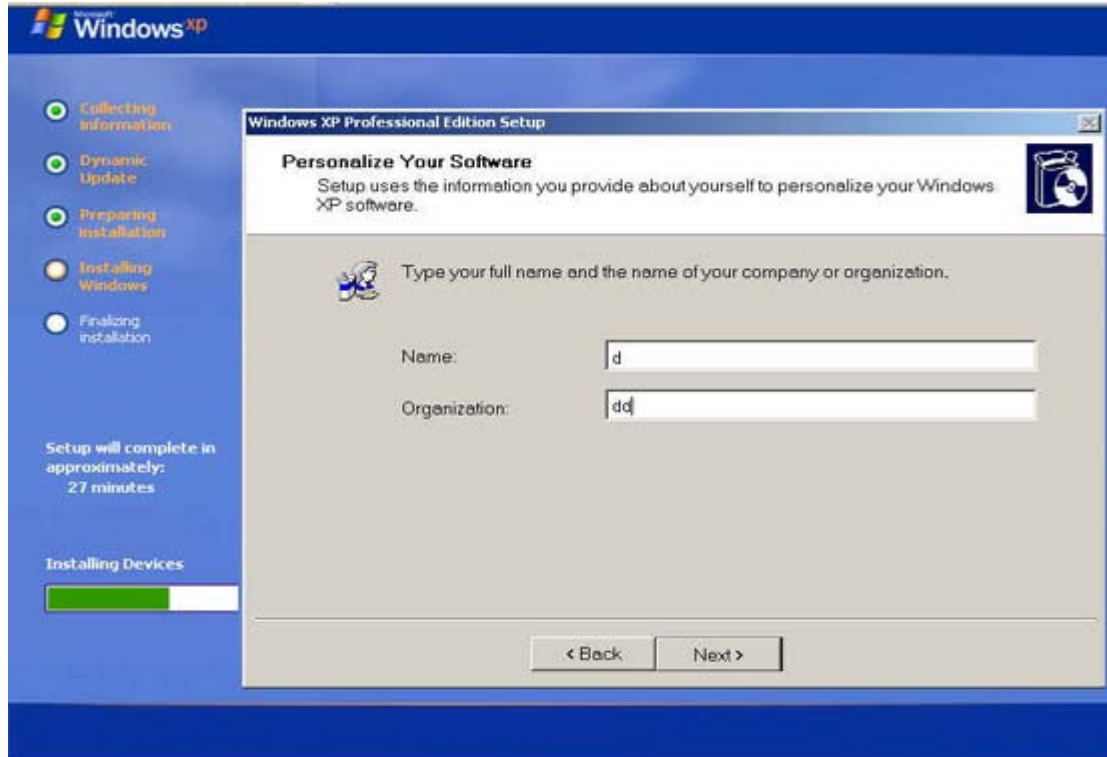 Microsoft
Windows xp
Collecting
information
Dynamic
Update
Preparing
installation
Installing
Windows
Finalizing
installation
Setup will complete in
approximately:
27 minutes
Installing Devices
Windows XP Professional Edition Setup
Personalize Your Software
Setup uses the information you provide about yourself to personalize your Windows
XP software.
Type your full name and the name of your company or organization.
Name: d
Organization: dd
< Back Next >